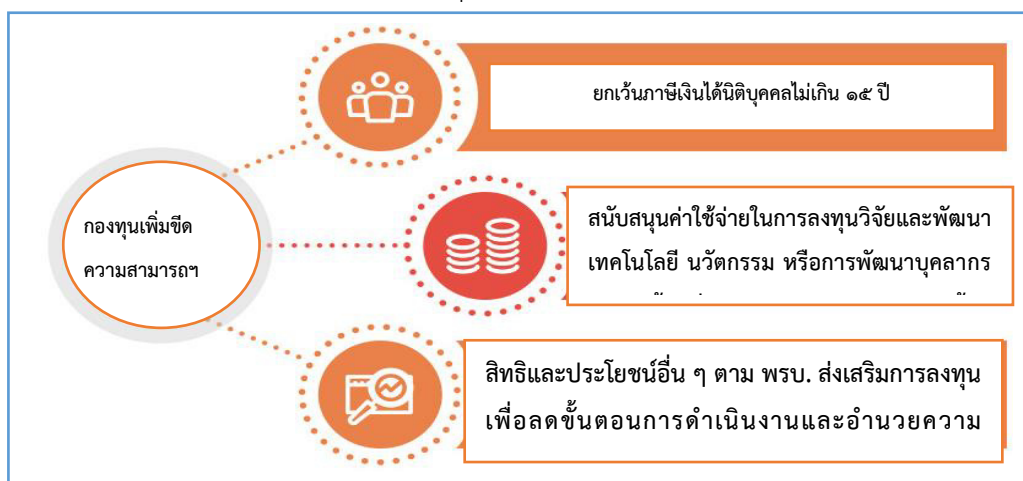 ยกเว้นภาษีเงินได้นิติบุคคลไม่เกิน ๑๕ ปี
กองทุนเพิ่มขีด
ความสามารถฯ
สนับสนุนค่าใช้จ่ายในการลงทุนวิจัยและพัฒนา
เทคโนโลยี นวัตกรรม หรือการพัฒนาบุคลากร
สิทธิและประโยชน์อื่น ๆ ตาม พรบ. ส่งเสริมการลงทุน
เพื่อลดขั้นตอนการดำเนินงานและอำนวยความ